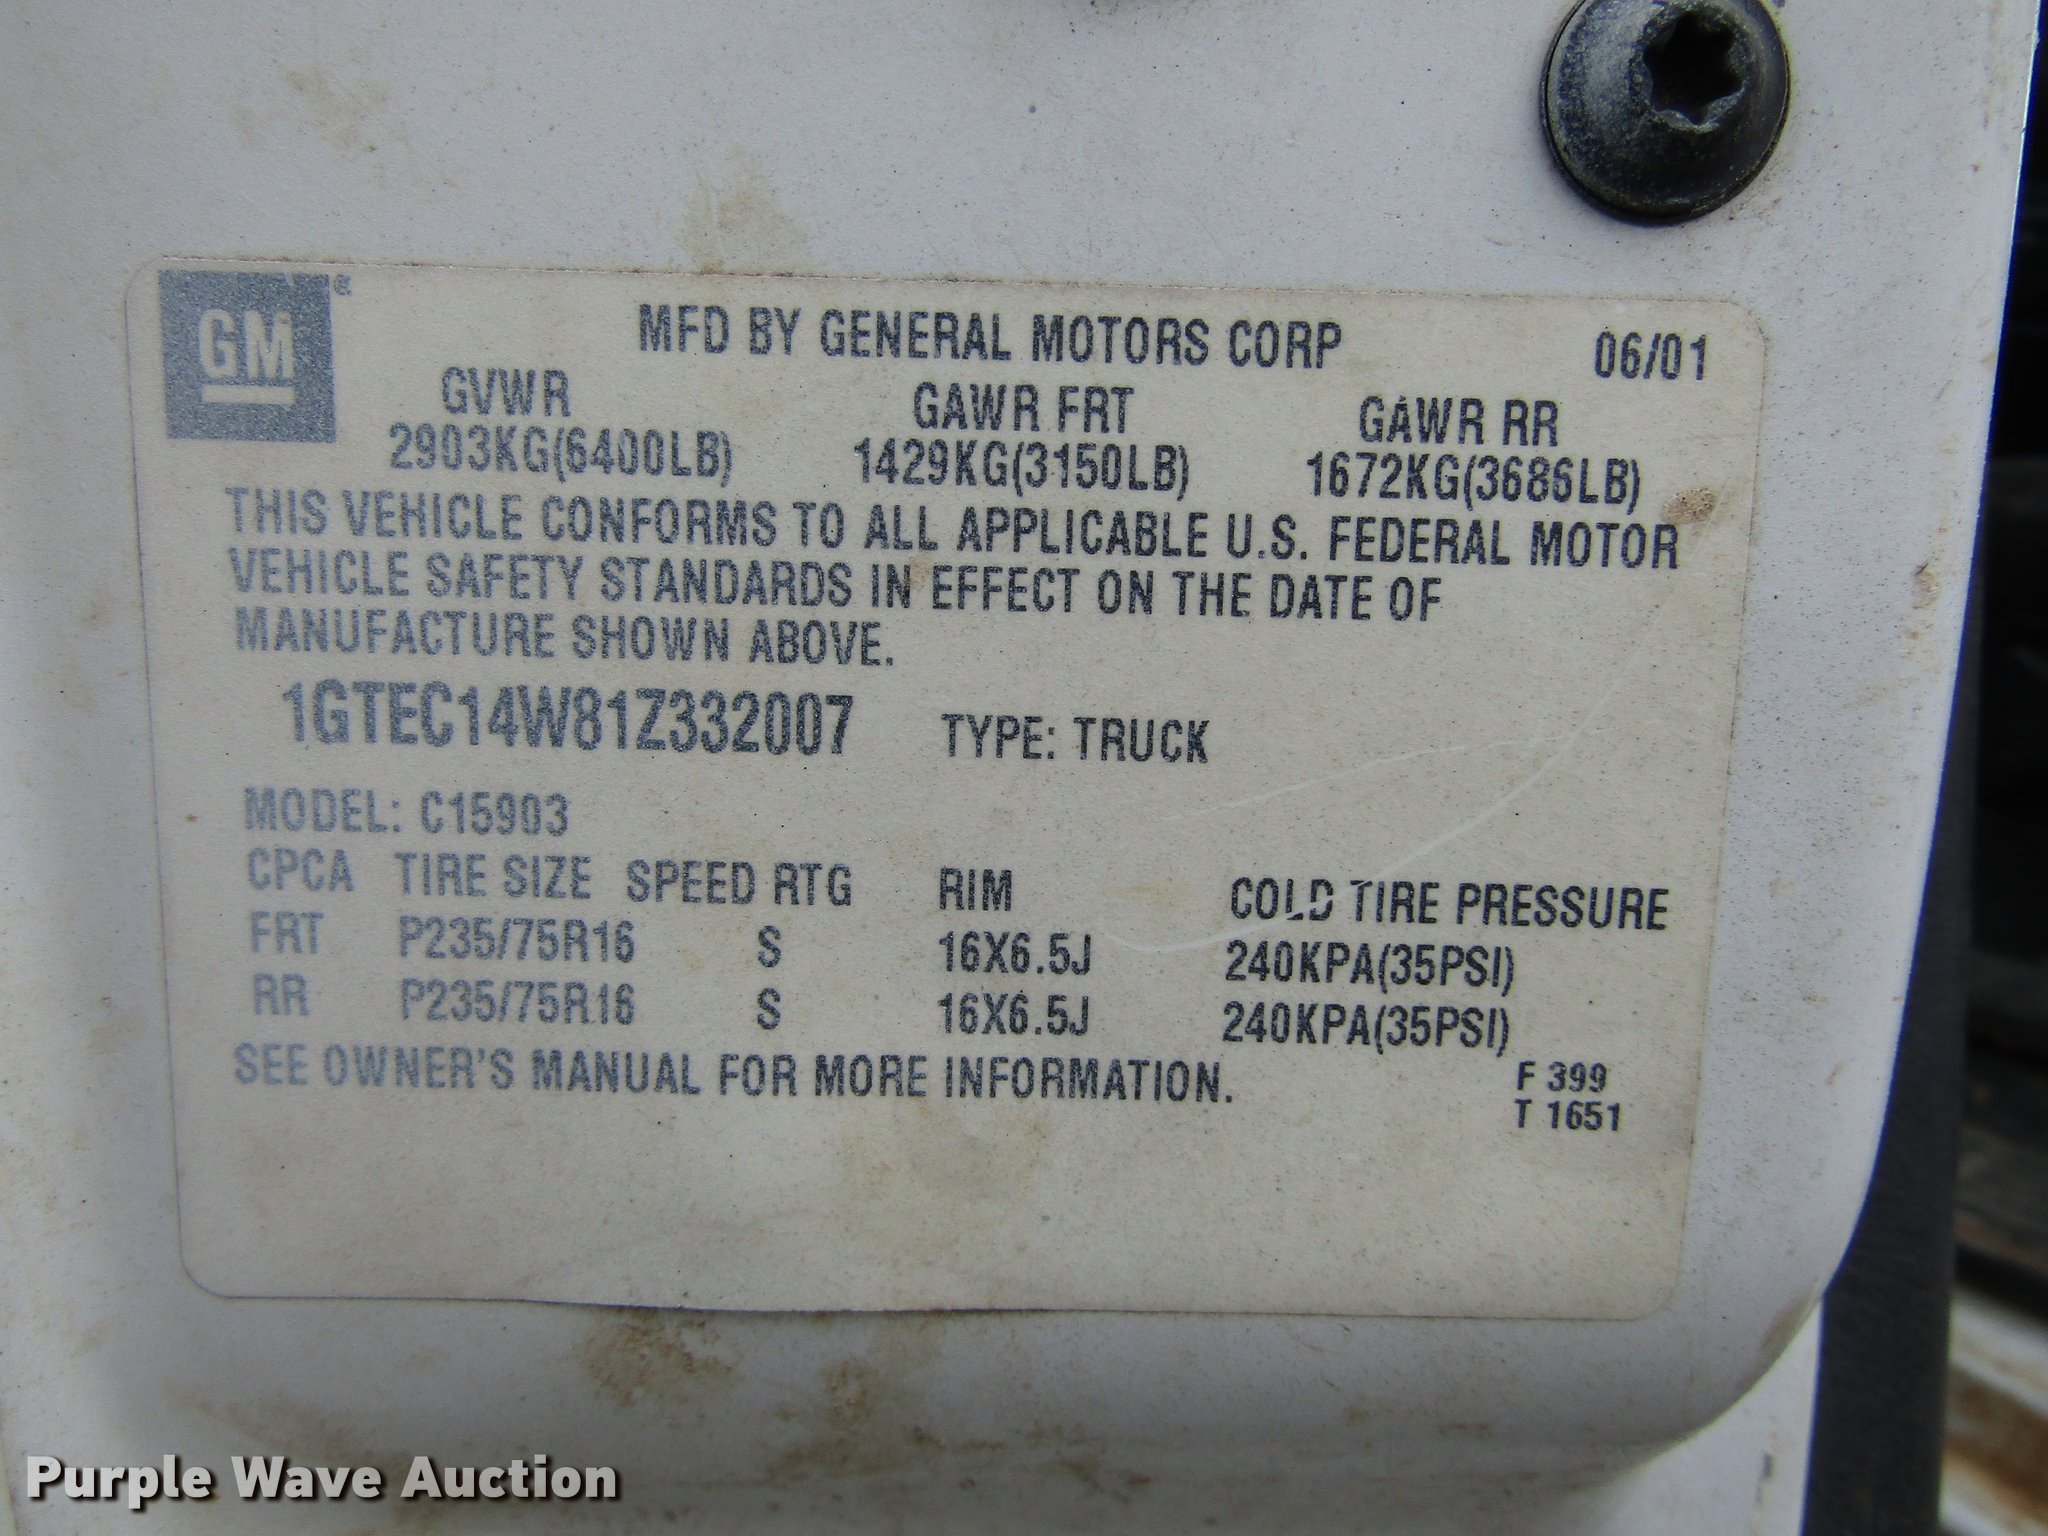 GM
MFD BY GENERAL MOTORS CORP 06/01
GVWR GAWR FRT GAWR RR
2903KG(6400LB) 1429KG(3150LB) 1672KG(3686LB)
THIS VEHICLE CONFORMS TO ALL APPLICABLE U.S. FEDERAL MOTOR
VEHICLE SAFETY STANDARDS IN EFFECT ON THE DATE OF
MANUFACTURE SHOWN ABOVE.
1GTEC14W81Z332007 TYPE: TRUCK
MODEL: C15903
CPCA TIRE SIZE SPEED RTG RIM COLD TIRE PRESSURE
FRT P235/75R16 S 16X6.5J 240KPA(35PSI)
RR P235/75R16 S 16X6.5J 240KPA(35PSI)
SEE OWNER'S MANUAL FOR MORE INFORMATION.
F 399
T 1651
Purple Wave Auction